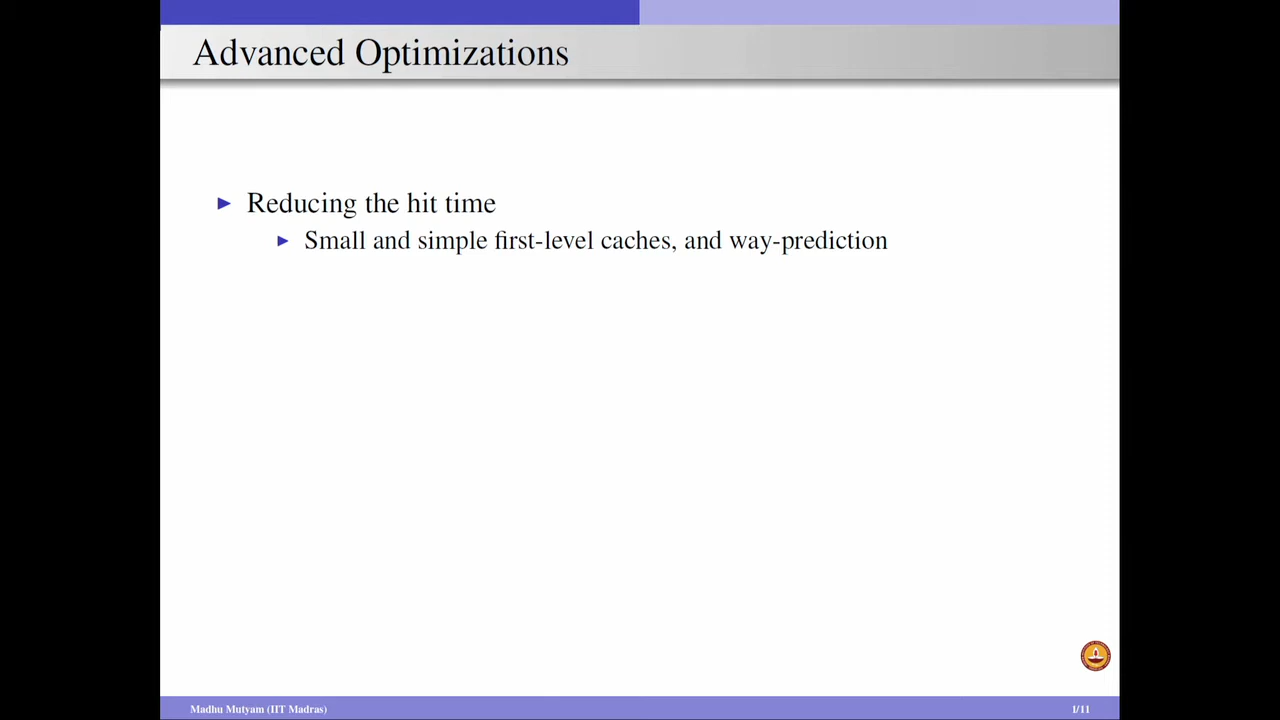 Advanced Optimizations
Reducing the hit time
Small and simple first-level caches, and way-prediction
Madhu Mutyam (IIT Madras)
1/11